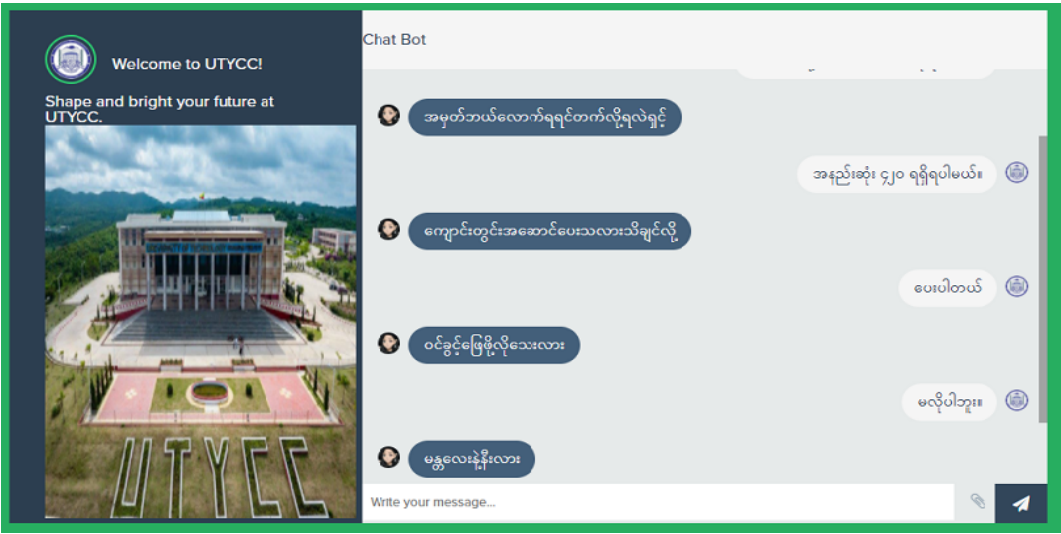 Welcome to UTYCC!
Shape and bright your future at
UTYCC.
UTYCC
Chat Bot
အမှတ်ဘယ်လောက်ရရင်တက်လို့ရလဲရှင့်
အနည်းဆုံး ၄၂၀ ရရှိရပါမယ်။
ကျောင်းတွင်းအဆောင်ပေးသလားသိချင်လို့
ပေးပါတယ်
ဝင်ခွင့်ဖြေဖို့လိုသေးလား
မလိုပါဘူး။
မန္တလေးနဲ့နီးလား
Write your message...